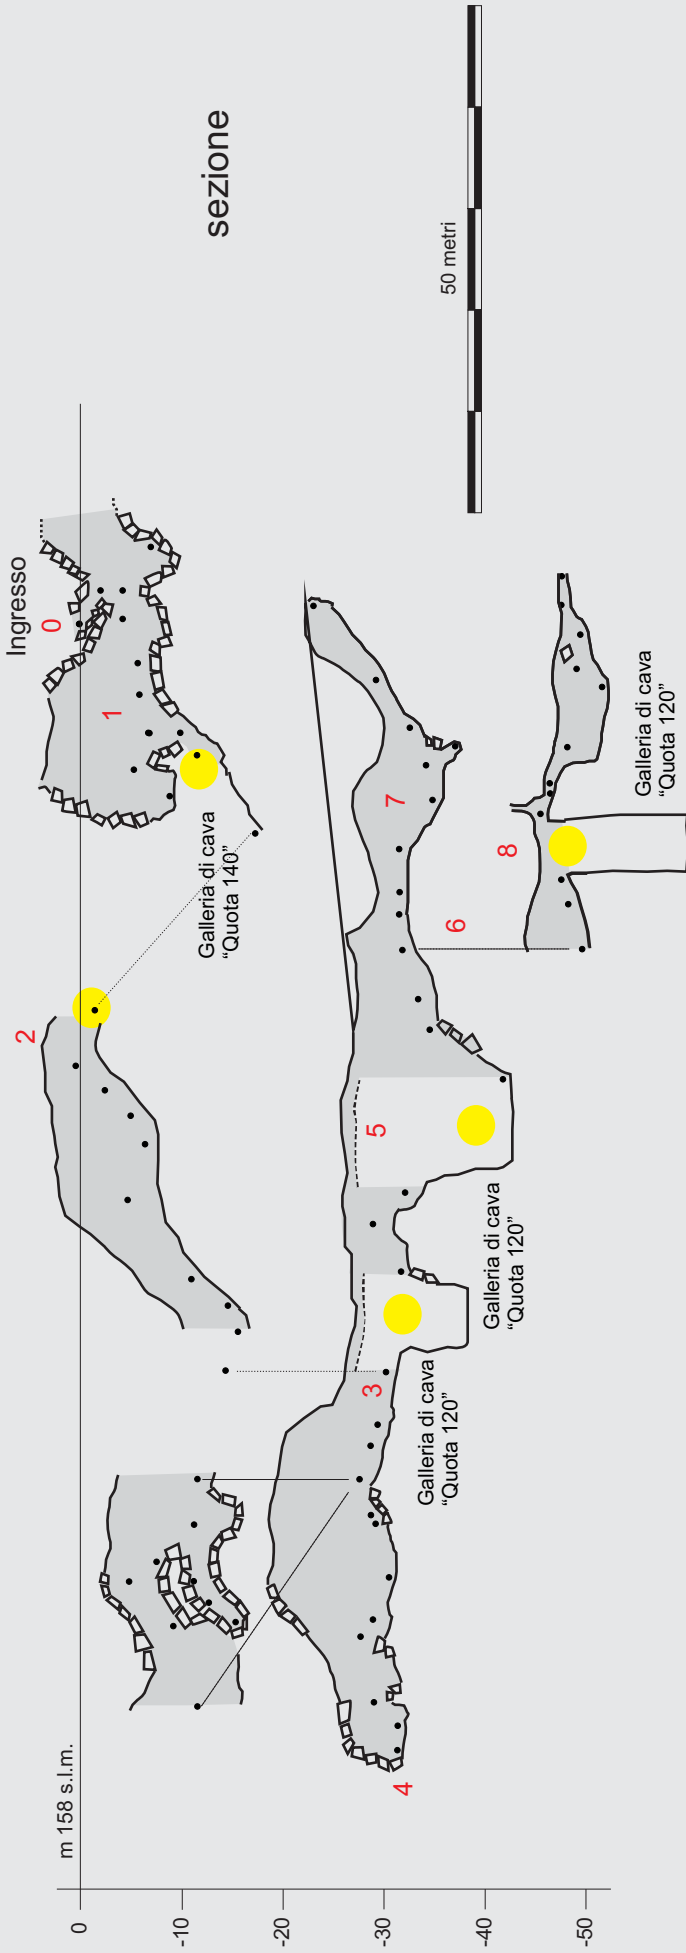 m 158 s.l.m.
0
-10
-20
-30
-40
-50
4
3
Galleria di cava
“Quota 120”
2
5
Galleria di cava
“Quota 120”
Galleria di cava
“Quota 140”
1
Ingresso
0
6
7
8
Galleria di cava
“Quota 120”
sezione
50 metri